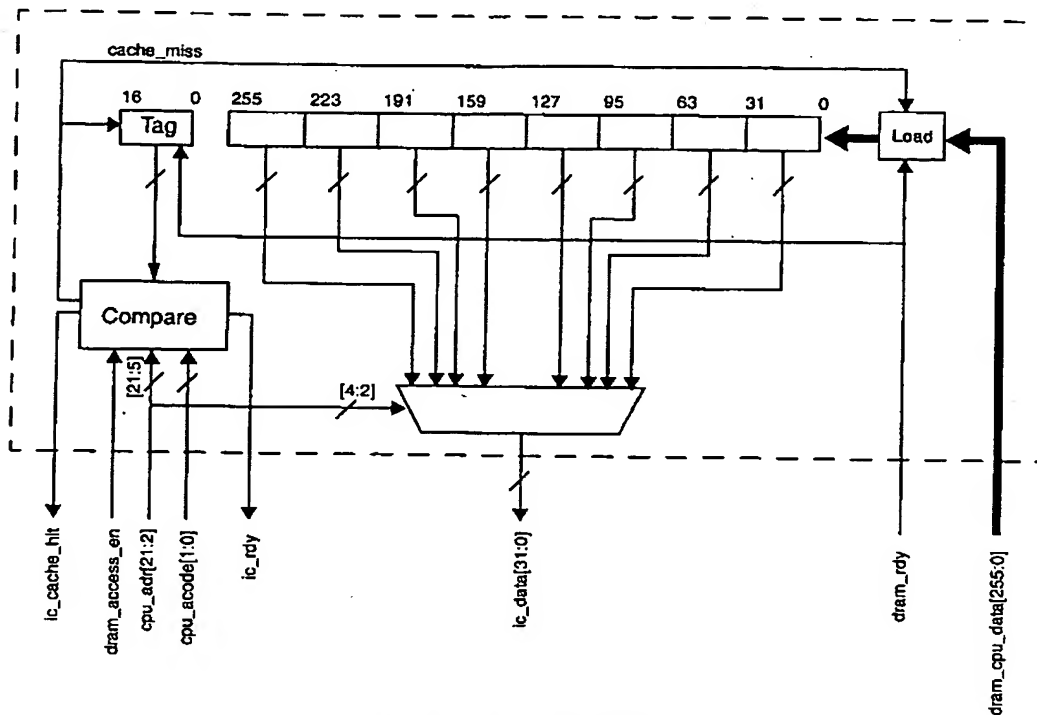 cache_miss
16 0 255 223 191 159 127 95 63 31 0
Tag
Load
Compare
[21:5]
[4:2]
ic_cache_hit
dram_access_en
cpu_adr[21:2]
cpu_acode[1:0]
ic_rdy
ic_data[31:0]
dram_rdy
dram_cpu_data[255:0]